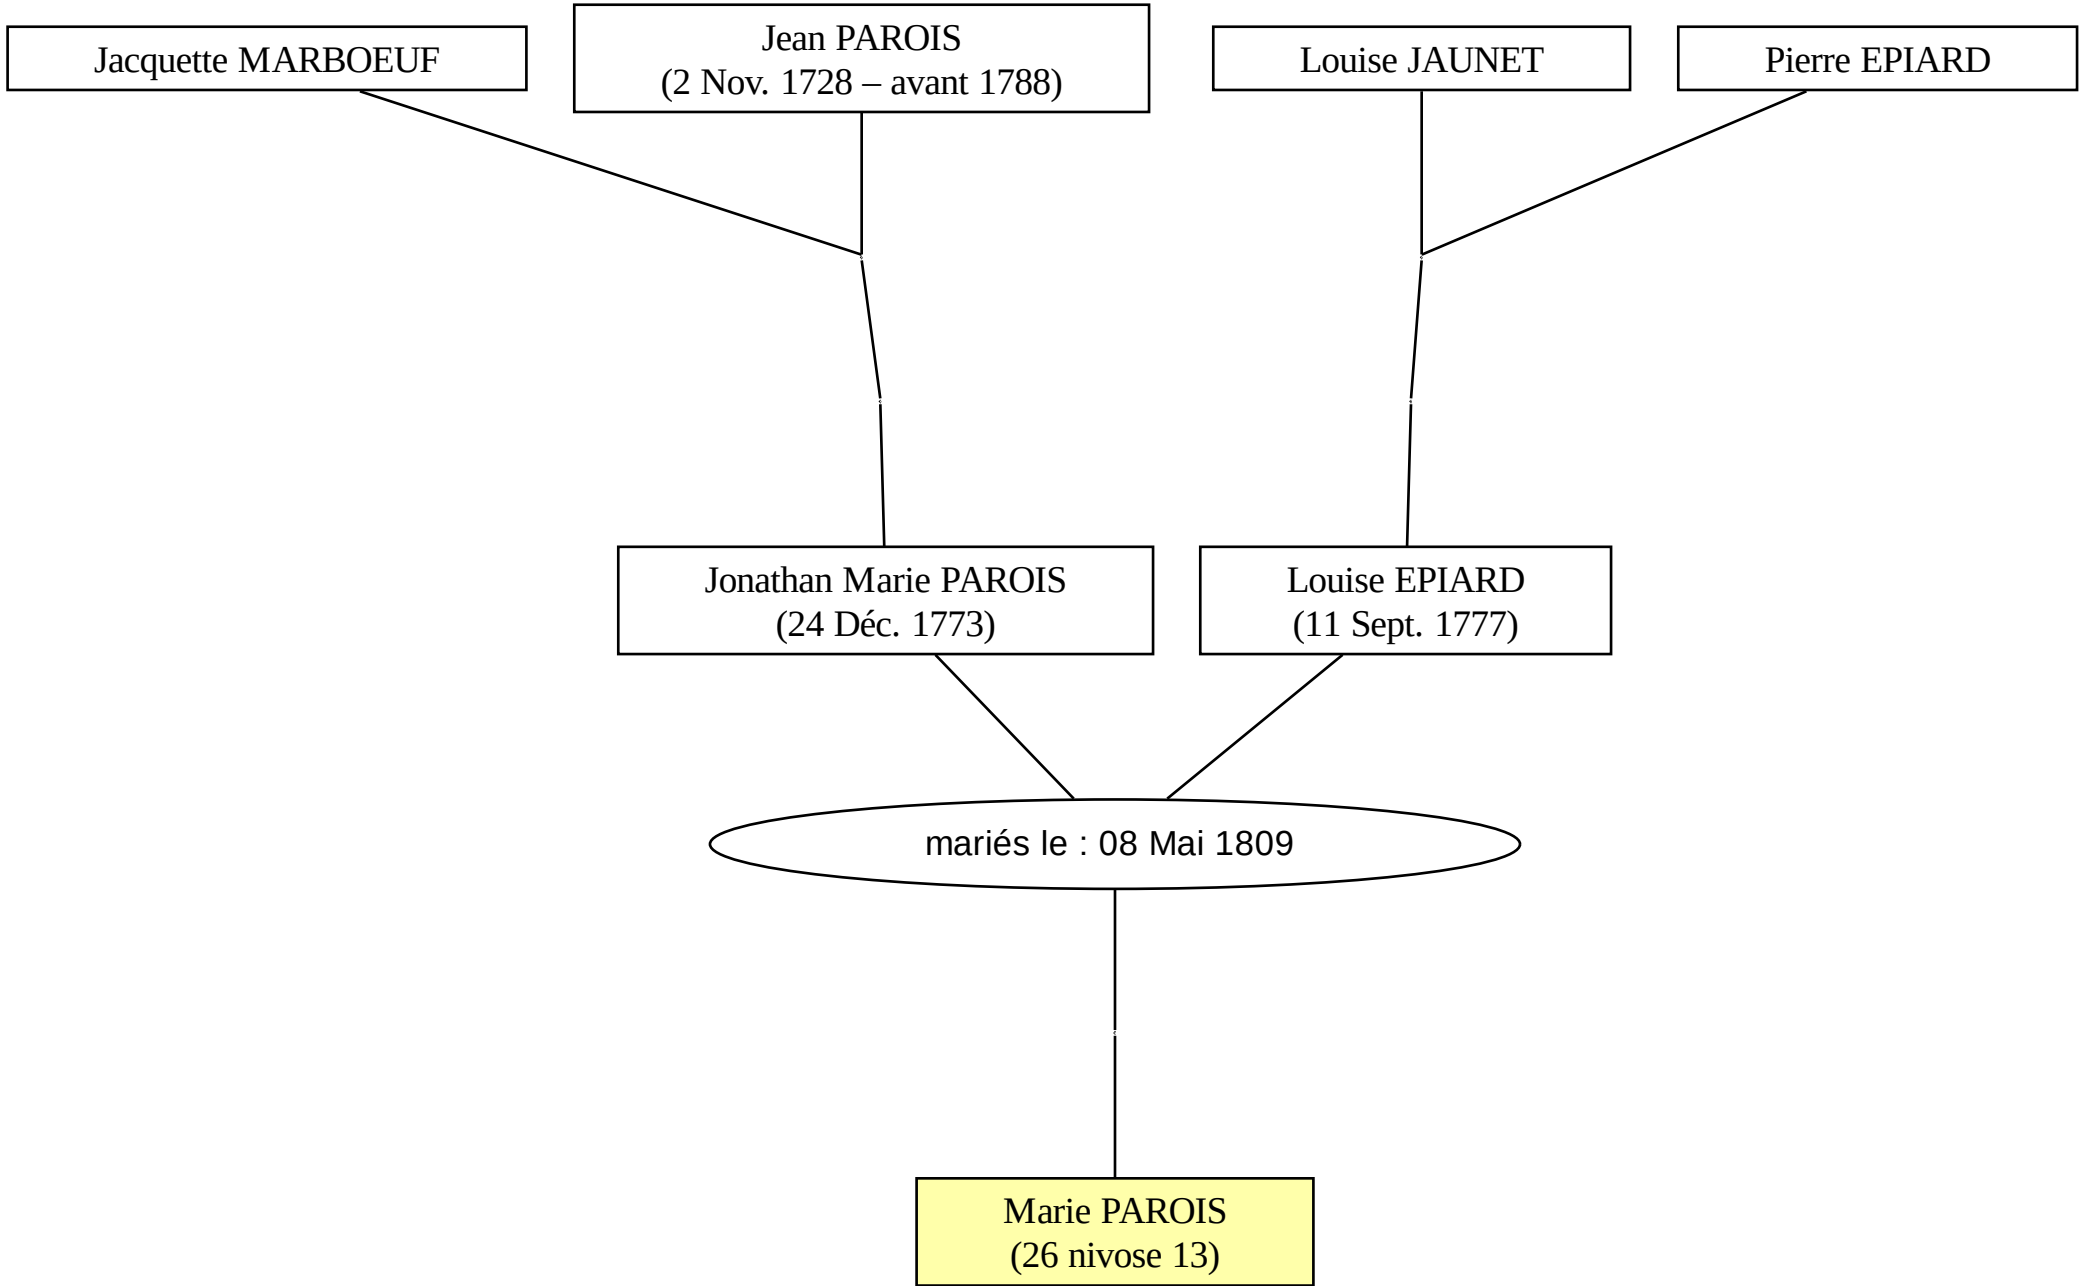 Jacquette MARBOEUF
Jean PAROIS
(2 Nov. 1728 – avant 1788)
Louise JAUNET
Pierre EPIARD
Jonathan Marie PAROIS
(24 Déc. 1773)
Louise EPIARD
(11 Sept. 1777)
mariés le : 08 Mai 1809
Marie PAROIS
(26 nivose 13)